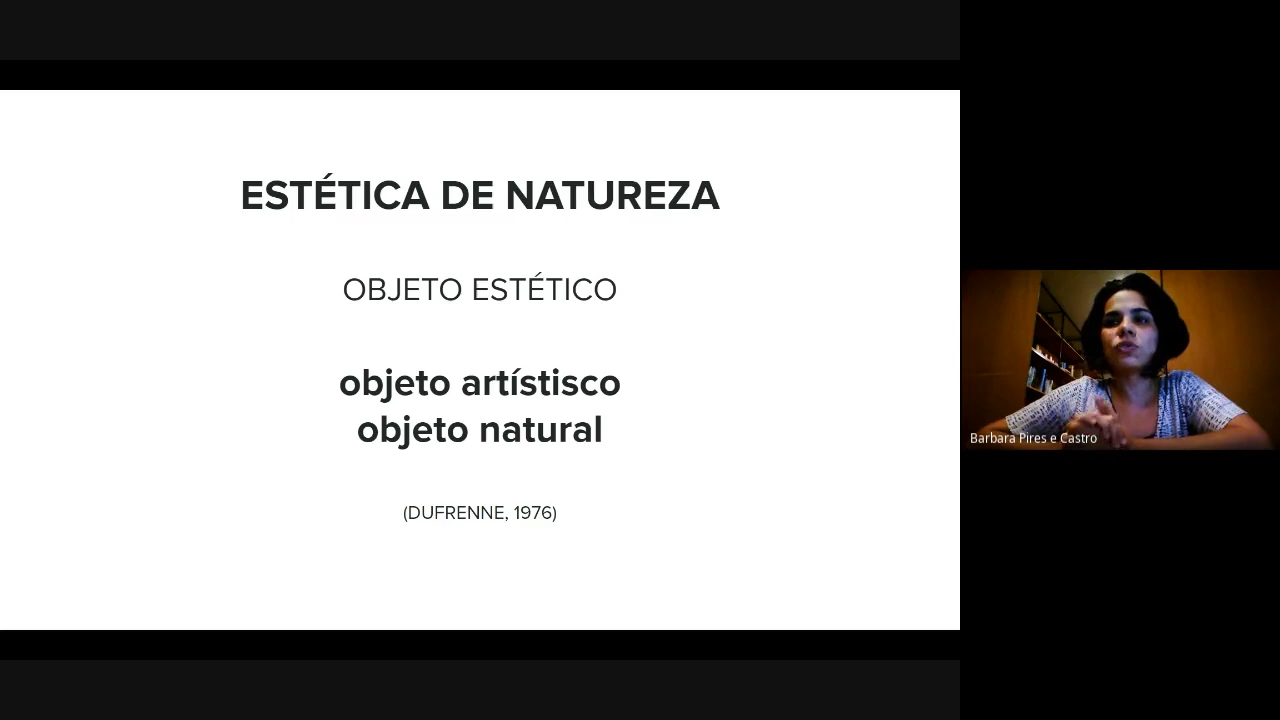 ESTÉTICA DE NATUREZA
OBJETO ESTÉTICO
objeto artístisco
objeto natural
(DUFRENNE, 1976)
Barbara Pires e Castro